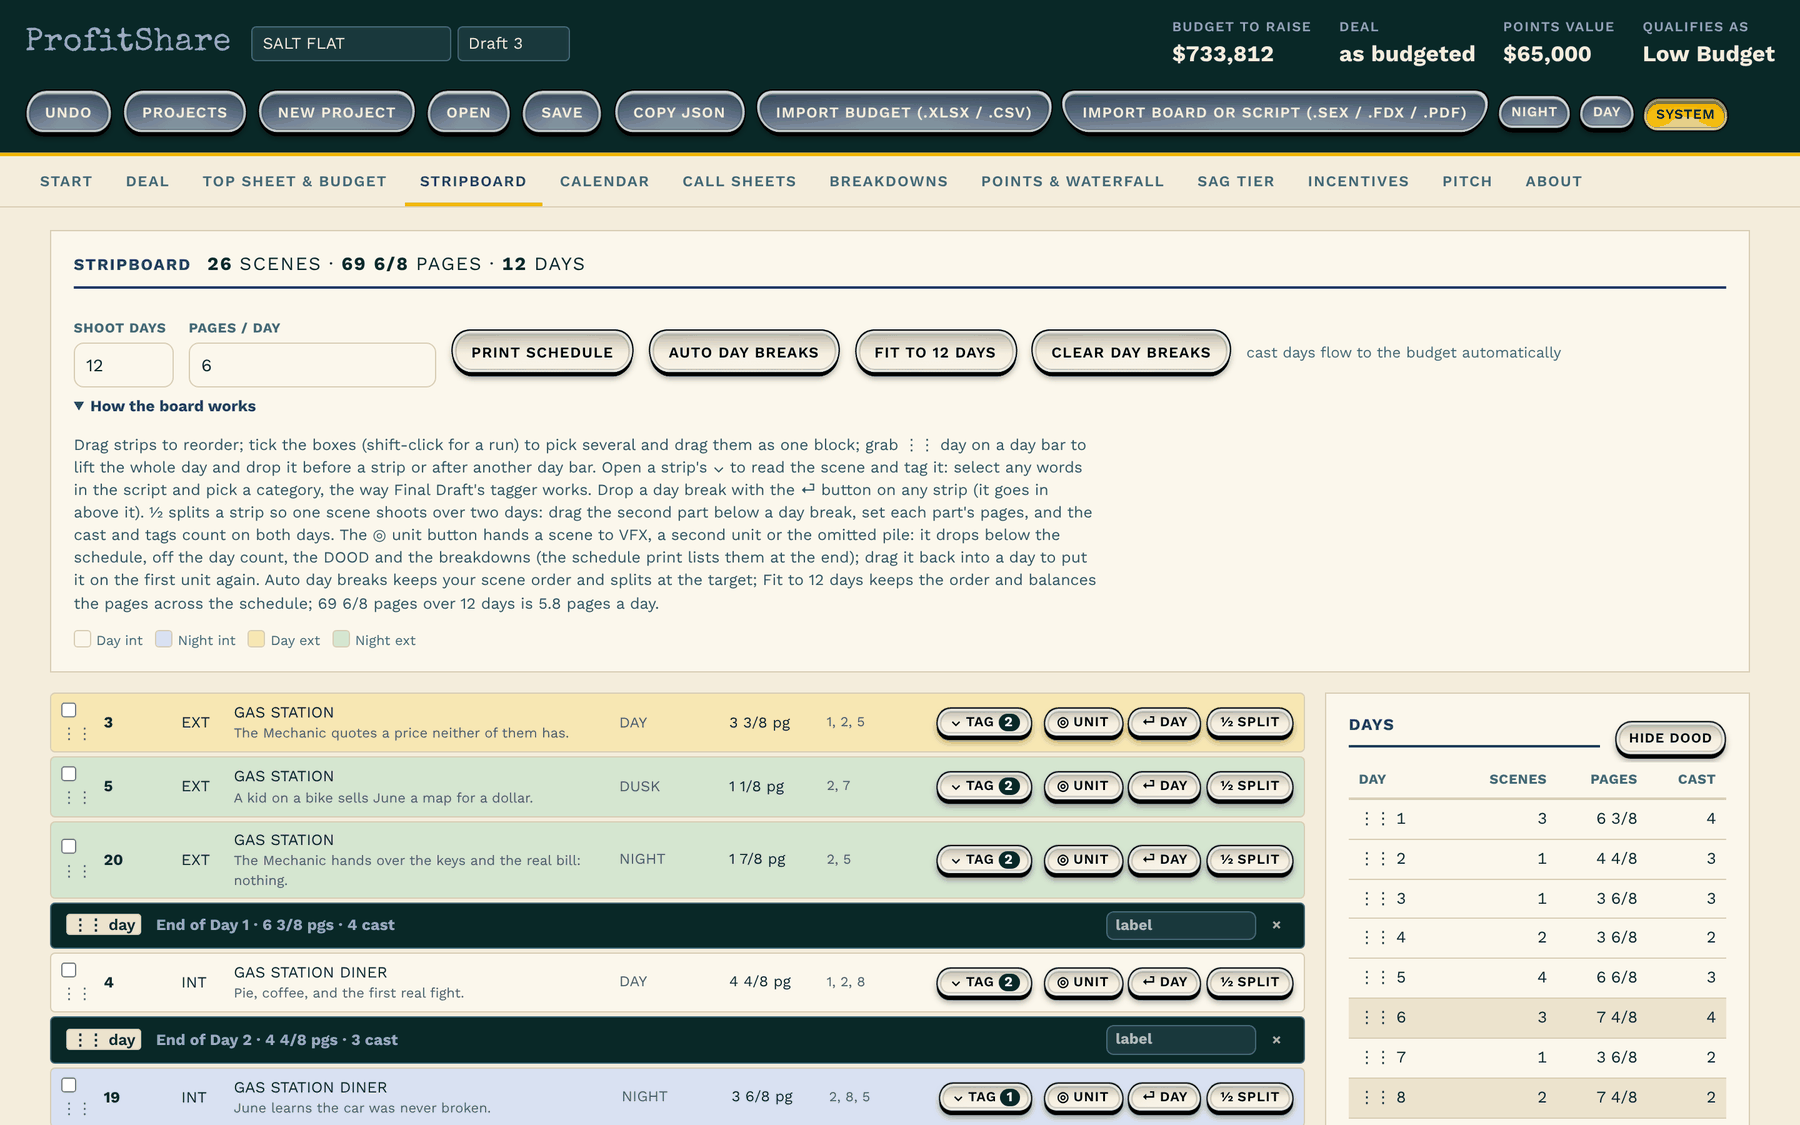 ProfitShare SALT FLAT Draft 3
BUDGET TO RAISE DEAL POINTS VALUE QUALIFIES AS
$733,812 as budgeted $65,000 Low Budget
UNDO PROJECTS NEW PROJECT OPEN SAVE COPY JSON IMPORT BUDGET (.XLSX / .CSV) IMPORT BOARD OR SCRIPT (.SEX / .FDX / .PDF) NIGHT DAY SYSTEM
START DEAL TOP SHEET & BUDGET STRIPBOARD CALENDAR CALL SHEETS BREAKDOWNS POINTS & WATERFALL SAG TIER INCENTIVES PITCH ABOUT
STRIPBOARD 26 SCENES · 69 6/8 PAGES · 12 DAYS
SHOOT DAYS PAGES / DAY
12 6 PRINT SCHEDULE AUTO DAY BREAKS FIT TO 12 DAYS CLEAR DAY BREAKS cast days flow to the budget automatically
▼ How the board works
Drag strips to reorder; tick the boxes (shift-click for a run) to pick several and drag them as one block; grab ⋮⋮ day on a day bar to
lift the whole day and drop it before a strip or after another day bar. Open a strip's ⌄ to read the scene and tag it: select any words
in the script and pick a category, the way Final Draft's tagger works. Drop a day break with the ⏎ button on any strip (it goes in
above it). ½ splits a strip so one scene shoots over two days: drag the second part below a day break, set each part's pages, and the
cast and tags count on both days. The ◎ unit button hands a scene to VFX, a second unit or the omitted pile: it drops below the
schedule, off the day count, the DOOD and the breakdowns (the schedule print lists them at the end); drag it back into a day to put
it on the first unit again. Auto day breaks keeps your scene order and splits at the target; Fit to 12 days keeps the order and balances
the pages across the schedule; 69 6/8 pages over 12 days is 5.8 pages a day.
Day int Night int Day ext Night ext
3 EXT GAS STATION DAY 3 3/8 pg 1, 2, 5 ⌄ TAG 2 ◎ UNIT ⏎ DAY ½ SPLIT
The Mechanic quotes a price neither of them has.
5 EXT GAS STATION DUSK 1 1/8 pg 2, 7 ⌄ TAG 2 ◎ UNIT ⏎ DAY ½ SPLIT
A kid on a bike sells June a map for a dollar.
20 EXT GAS STATION NIGHT 1 7/8 pg 2, 5 ⌄ TAG 2 ◎ UNIT ⏎ DAY ½ SPLIT
The Mechanic hands over the keys and the real bill:
nothing.
⋮⋮ day End of Day 1 · 6 3/8 pgs · 4 cast label ×
4 INT GAS STATION DINER DAY 4 4/8 pg 1, 2, 8 ⌄ TAG 2 ◎ UNIT ⏎ DAY ½ SPLIT
Pie, coffee, and the first real fight.
⋮⋮ day End of Day 2 · 4 4/8 pgs · 3 cast label ×
19 INT GAS STATION DINER NIGHT 3 6/8 pg 2, 8, 5 ⌄ TAG 1 ◎ UNIT ⏎ DAY ½ SPLIT
June learns the car was never broken.
DAYS HIDE DOOD
DAY SCENES PAGES CAST
⋮⋮ 1 3 6 3/8 4
⋮⋮ 2 1 4 4/8 3
⋮⋮ 3 1 3 6/8 3
⋮⋮ 4 2 3 6/8 2
⋮⋮ 5 4 6 6/8 3
⋮⋮ 6 3 7 4/8 4
⋮⋮ 7 1 3 6/8 2
⋮⋮ 8 2 7 4/8 2